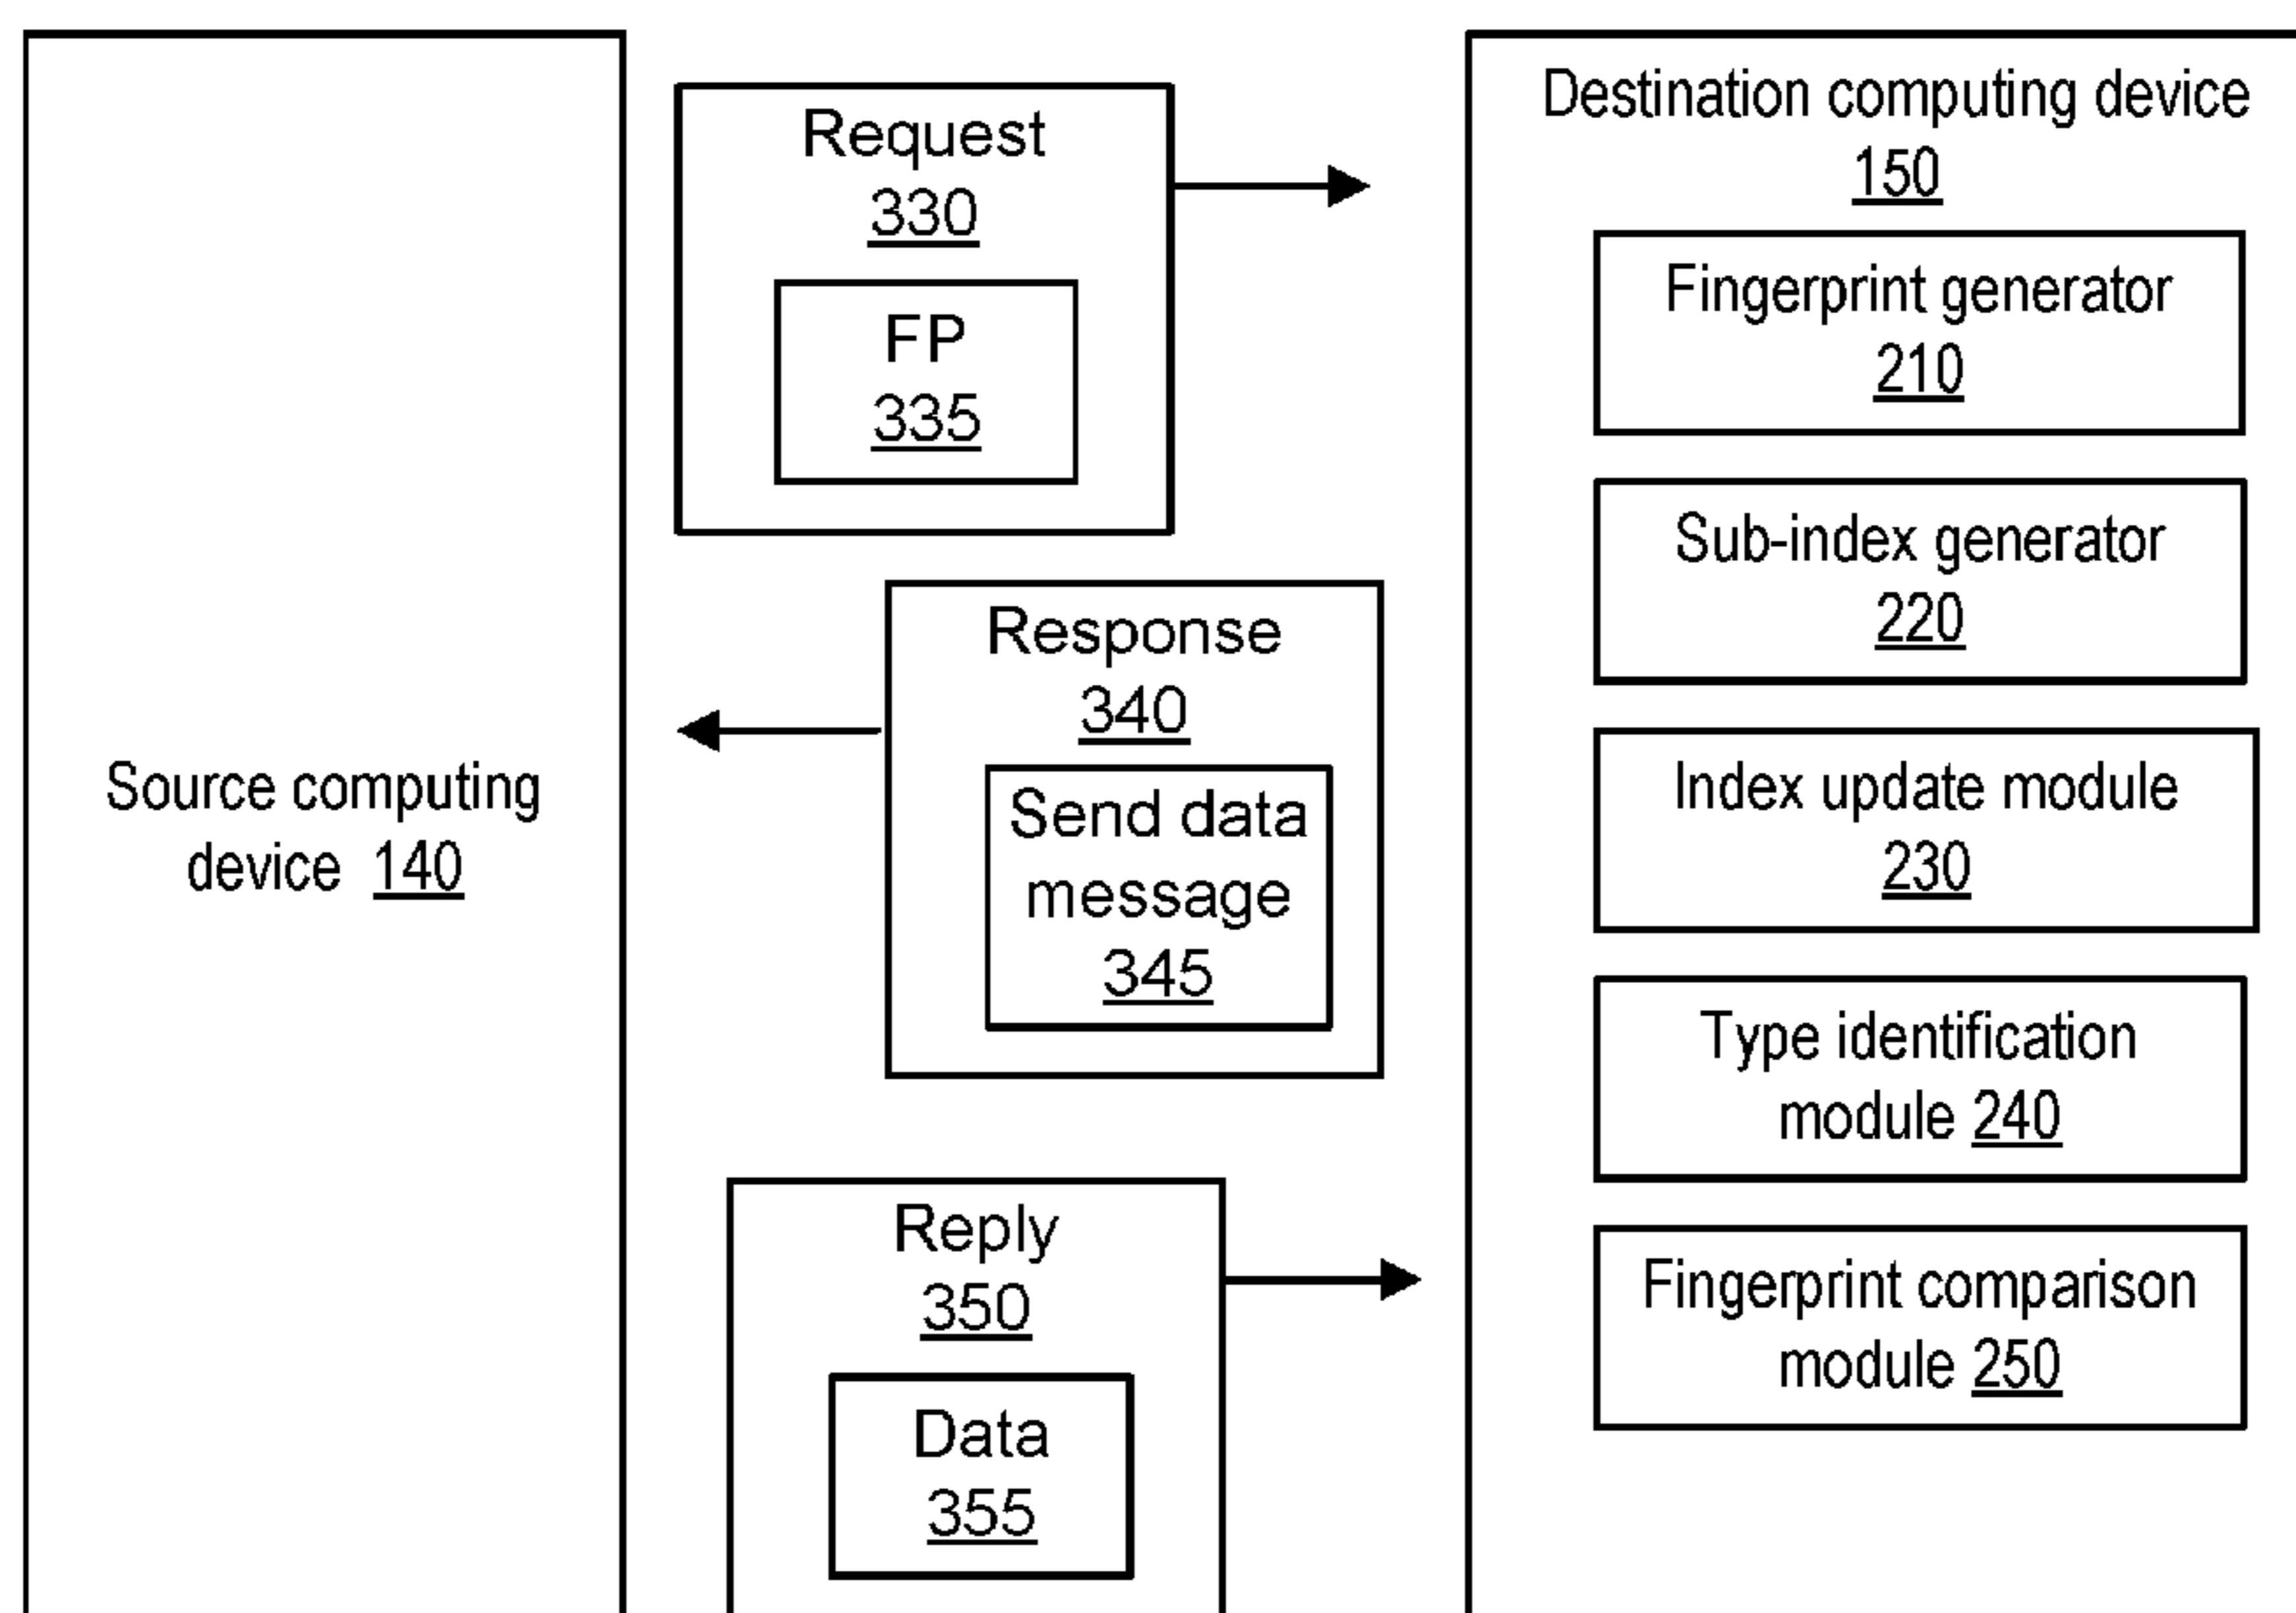 Source computing
device 140
Request
330
FP
335
Response
340
Send data
message
345
Reply
350
Data
355
Destination computing device
150
Fingerprint generator
210
Sub-index generator
220
Index update module
230
Type identification
module 240
Fingerprint comparison
module 250